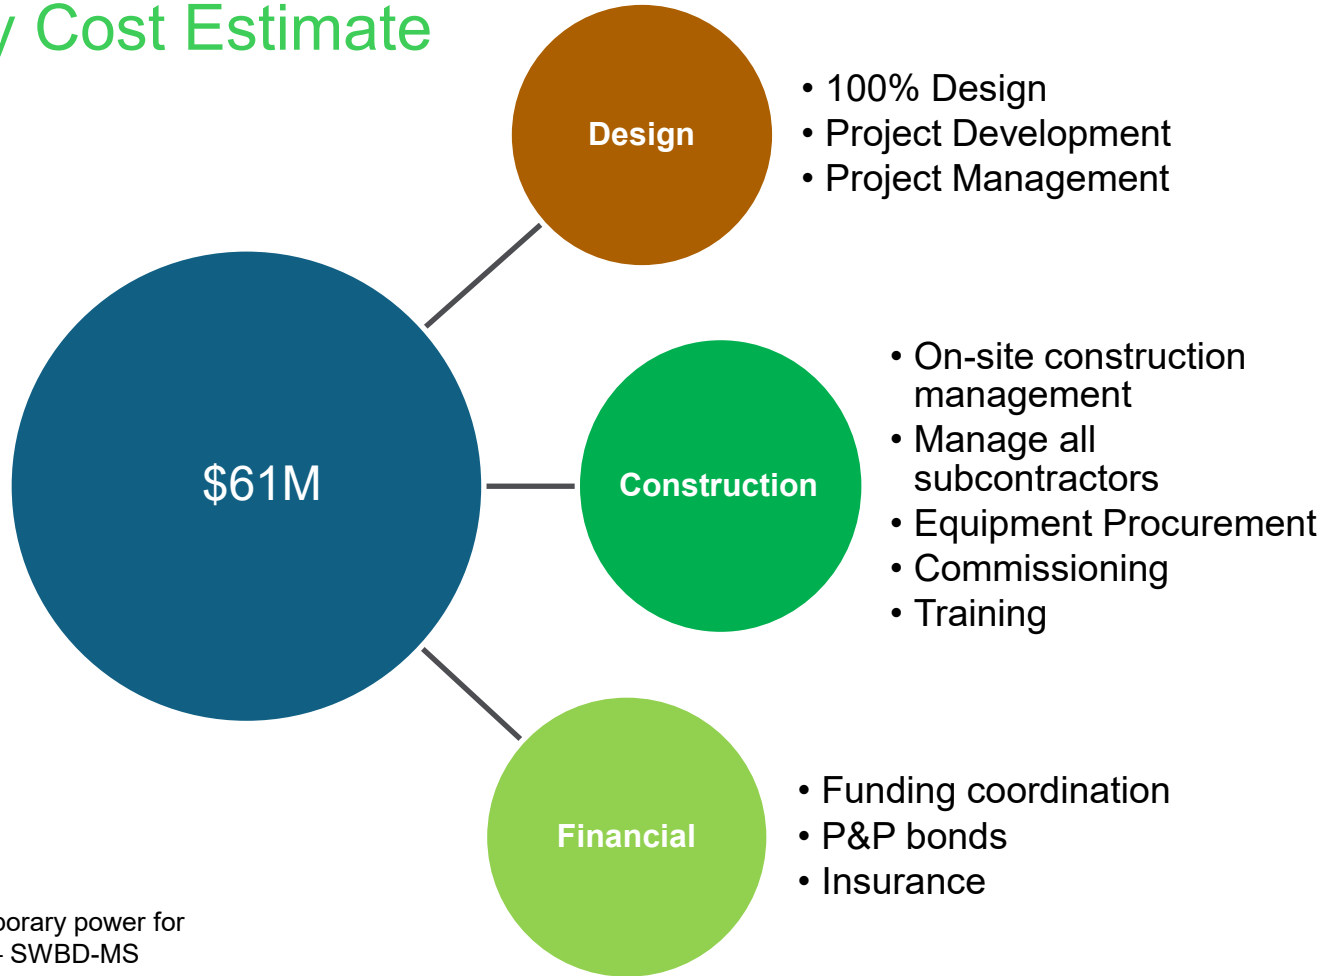 Cost Estimate
Design
• 100% Design
• Project Development
• Project Management
$61M
Construction
• On-site construction
management
• Manage all
subcontractors
• Equipment Procurement
• Commissioning
• Training
Financial
• Funding coordination
• P&P bonds
• Insurance
power for
- SWBD-MS